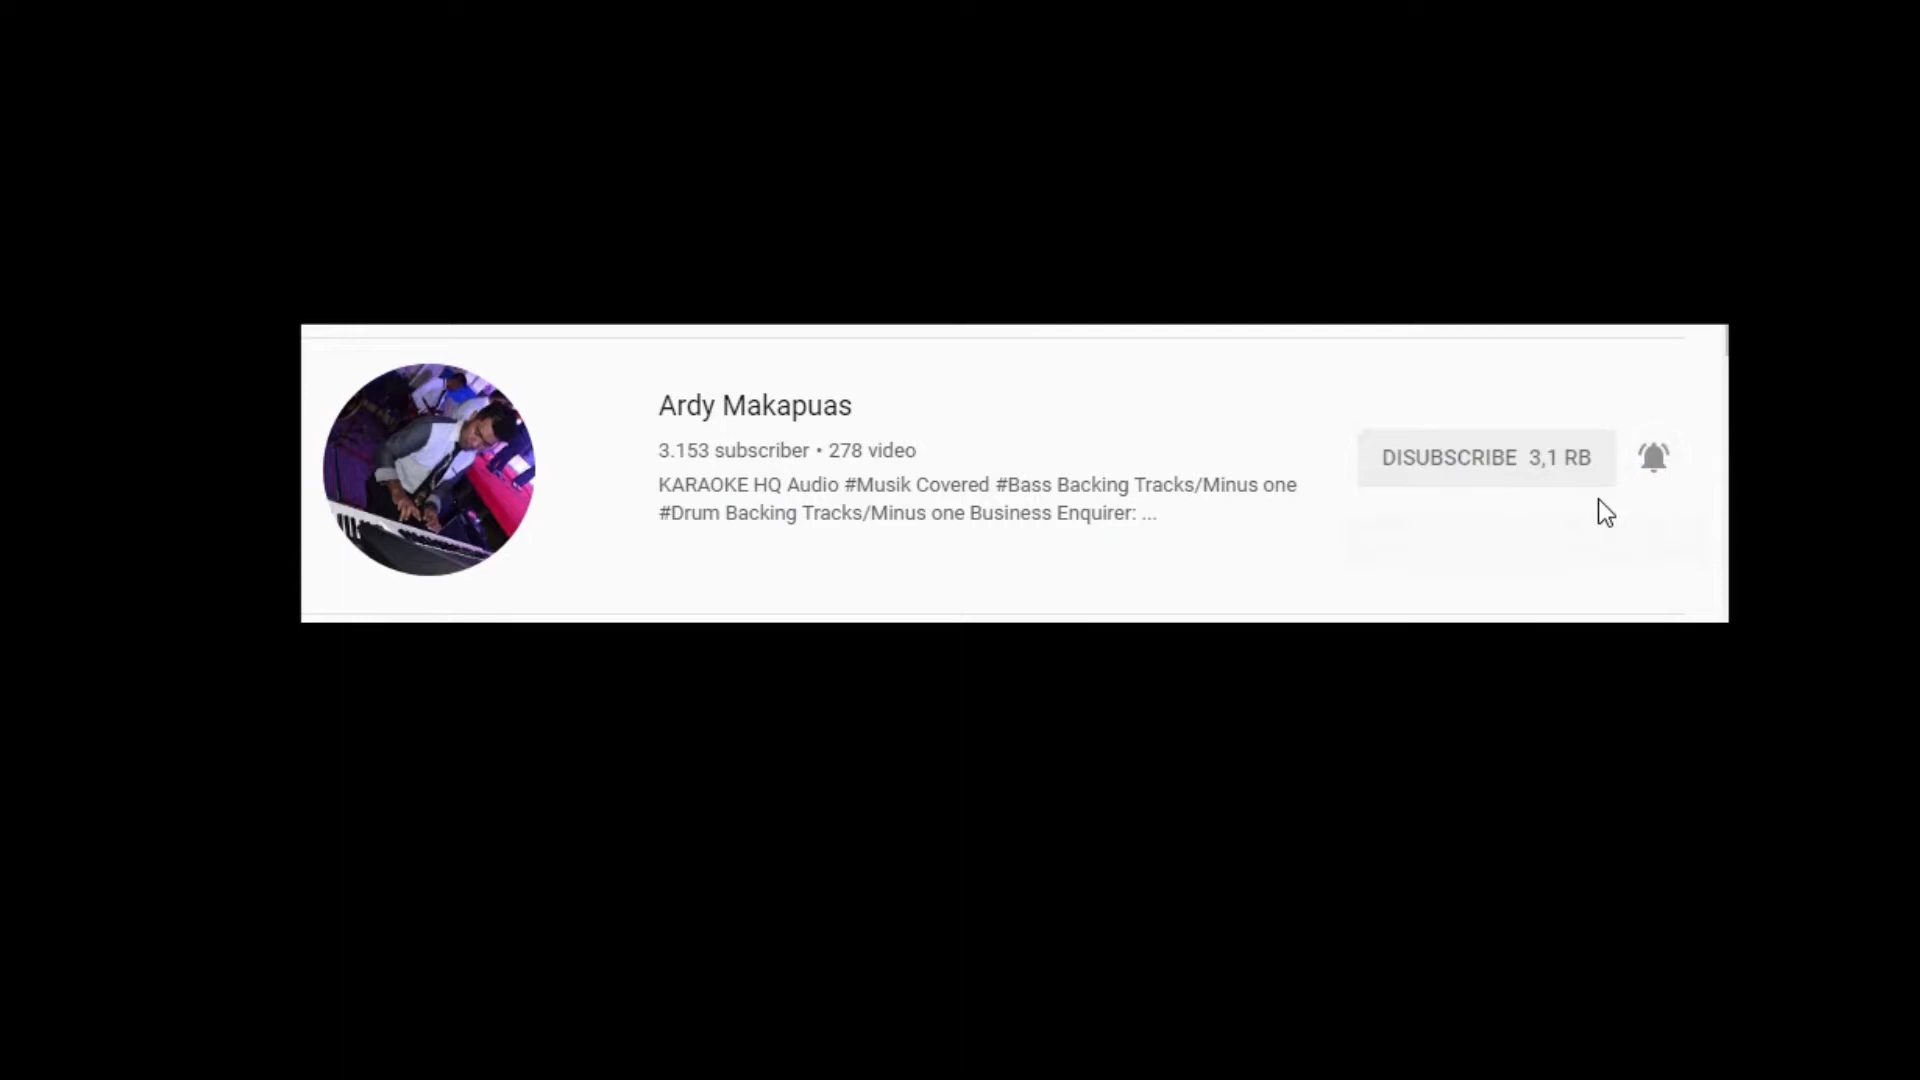 Ardy Makapuas
3.153 subscriber • 278 video
KARAOKE HQ Audio #Musik Covered #Bass Backing Tracks/Minus one
#Drum Backing Tracks/Minus one Business Enquirer: ...
DISUBSCRIBE 3,1 RB